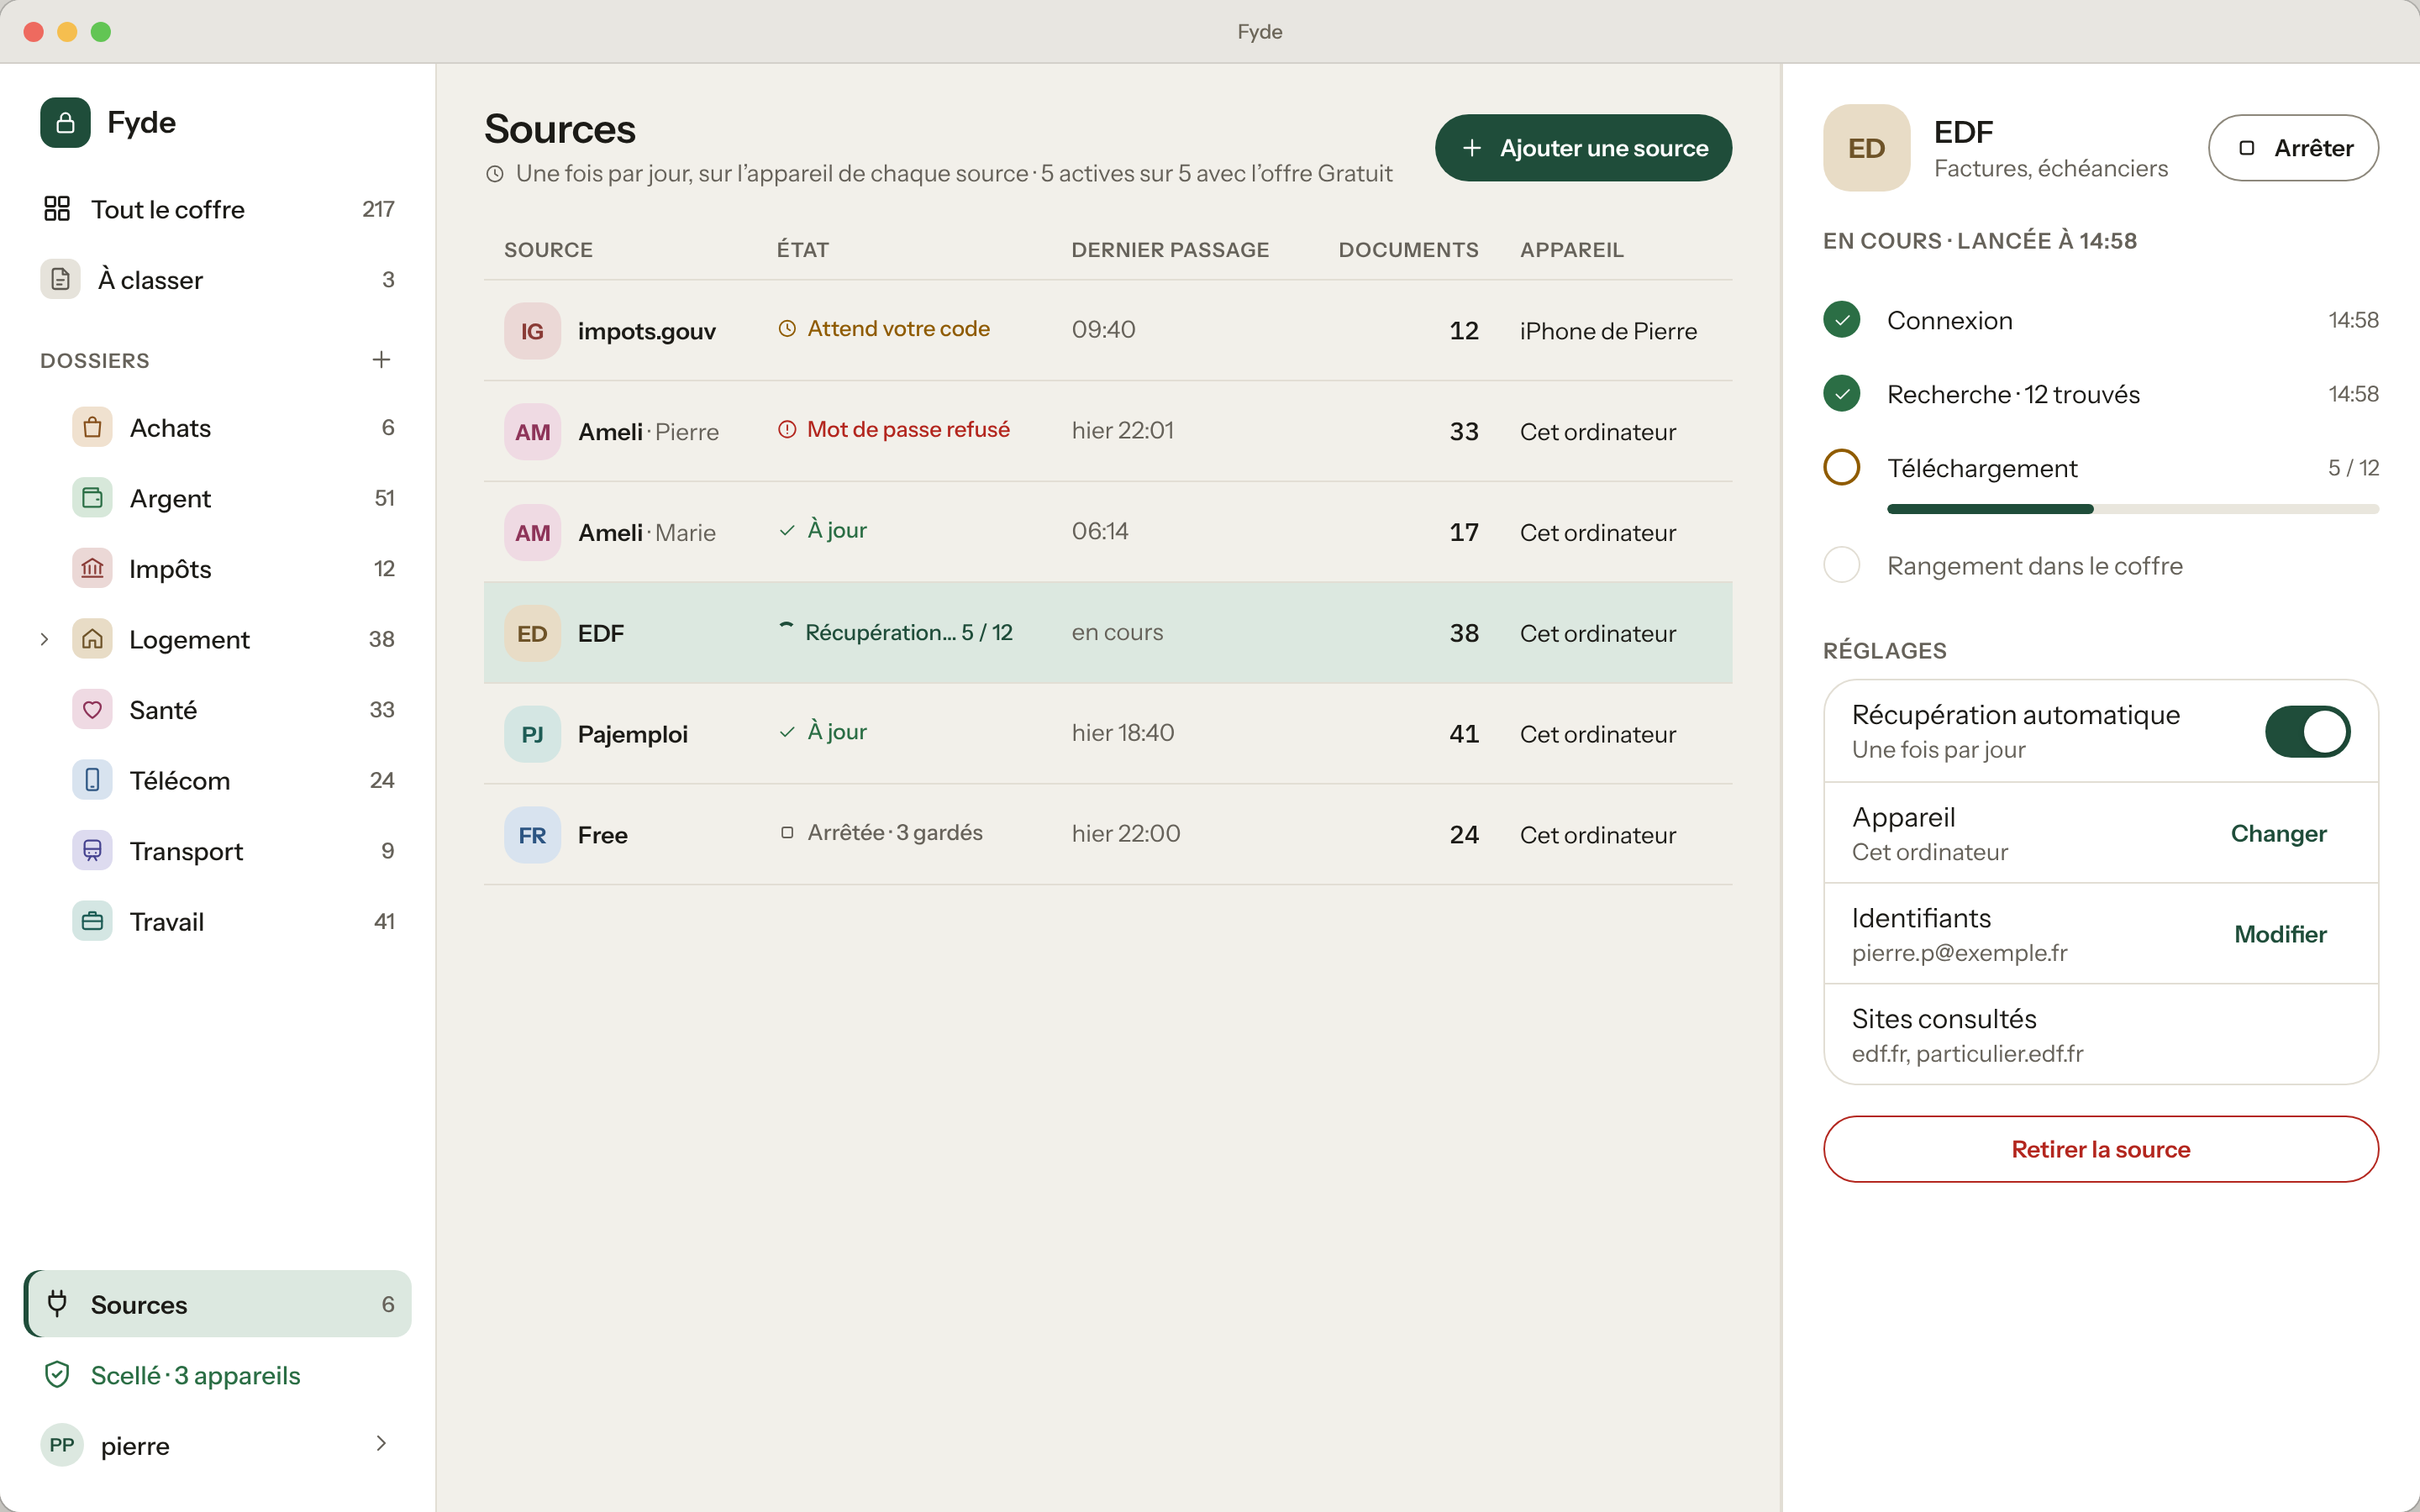 Fyde
Fyde
Tout le coffre 217
À classer 3
DOSSIERS
Achats 6
Argent 51
Impôts 12
Logement 38
Santé 33
Télécom 24
Transport 9
Travail 41
Sources 6
Scellé · 3 appareils
PP pierre
Sources
Une fois par jour, sur l’appareil de chaque source · 5 actives sur 5 avec l’offre Gratuit
Ajouter une source
SOURCE ÉTAT DERNIER PASSAGE DOCUMENTS APPAREIL
IG impots.gouv Attend votre code 09:40 12 iPhone de Pierre
AM Ameli · Pierre Mot de passe refusé hier 22:01 33 Cet ordinateur
AM Ameli · Marie À jour 06:14 17 Cet ordinateur
ED EDF Récupération... 5 / 12 en cours 38 Cet ordinateur
PJ Pajemploi À jour hier 18:40 41 Cet ordinateur
FR Free Arrêtée · 3 gardés hier 22:00 24 Cet ordinateur
ED EDF
Factures, échéanciers
Arrêter
EN COURS · LANCÉE À 14:58
Connexion 14:58
Recherche · 12 trouvés 14:58
Téléchargement 5 / 12
Rangement dans le coffre
RÉGLAGES
Récupération automatique
Une fois par jour
Appareil
Cet ordinateur
Changer
Identifiants
pierre.p@exemple.fr
Modifier
Sites consultés
edf.fr, particulier.edf.fr
Retirer la source